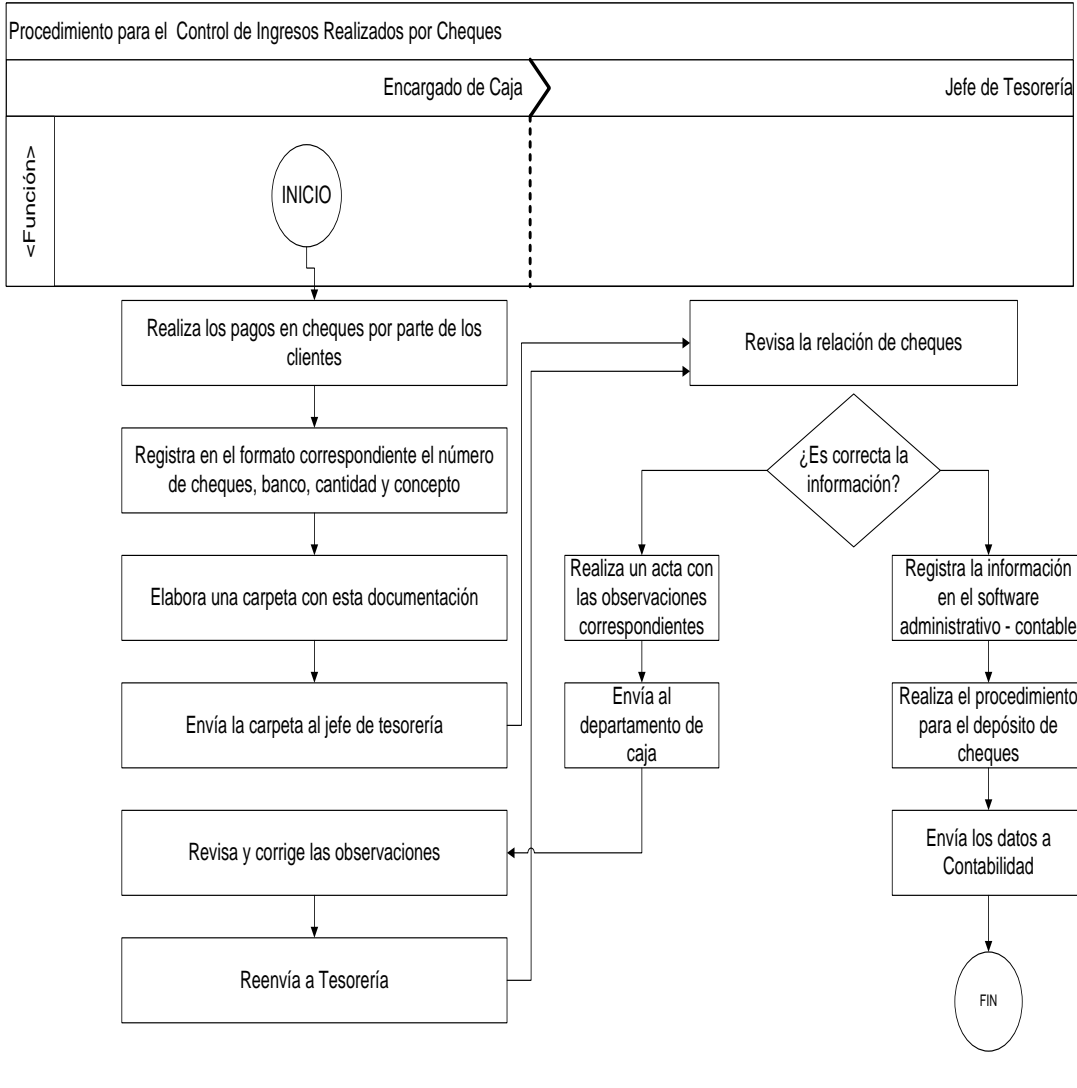 Procedimiento para el Control de Ingresos Realizados por Cheques
Encargado de Caja
Jefe de Tesorería
<Función>
INICIO
Realiza los pagos en cheques por parte de los
clientes
Registra en el formato correspondiente el número
de cheques, banco, cantidad y concepto
Elabora una carpeta con esta documentación
Envía la carpeta al jefe de tesorería
Revisa y corrige las observaciones
Reenvía a Tesorería
Revisa la relación de cheques
¿Es correcta la
información?
Realiza un acta con
las observaciones
correspondientes
Envía al
departamento de
caja
Registra la información
en el software
administrativo - contable
Realiza el procedimiento
para el depósito de
cheques
Envía los datos a
Contabilidad
FIN